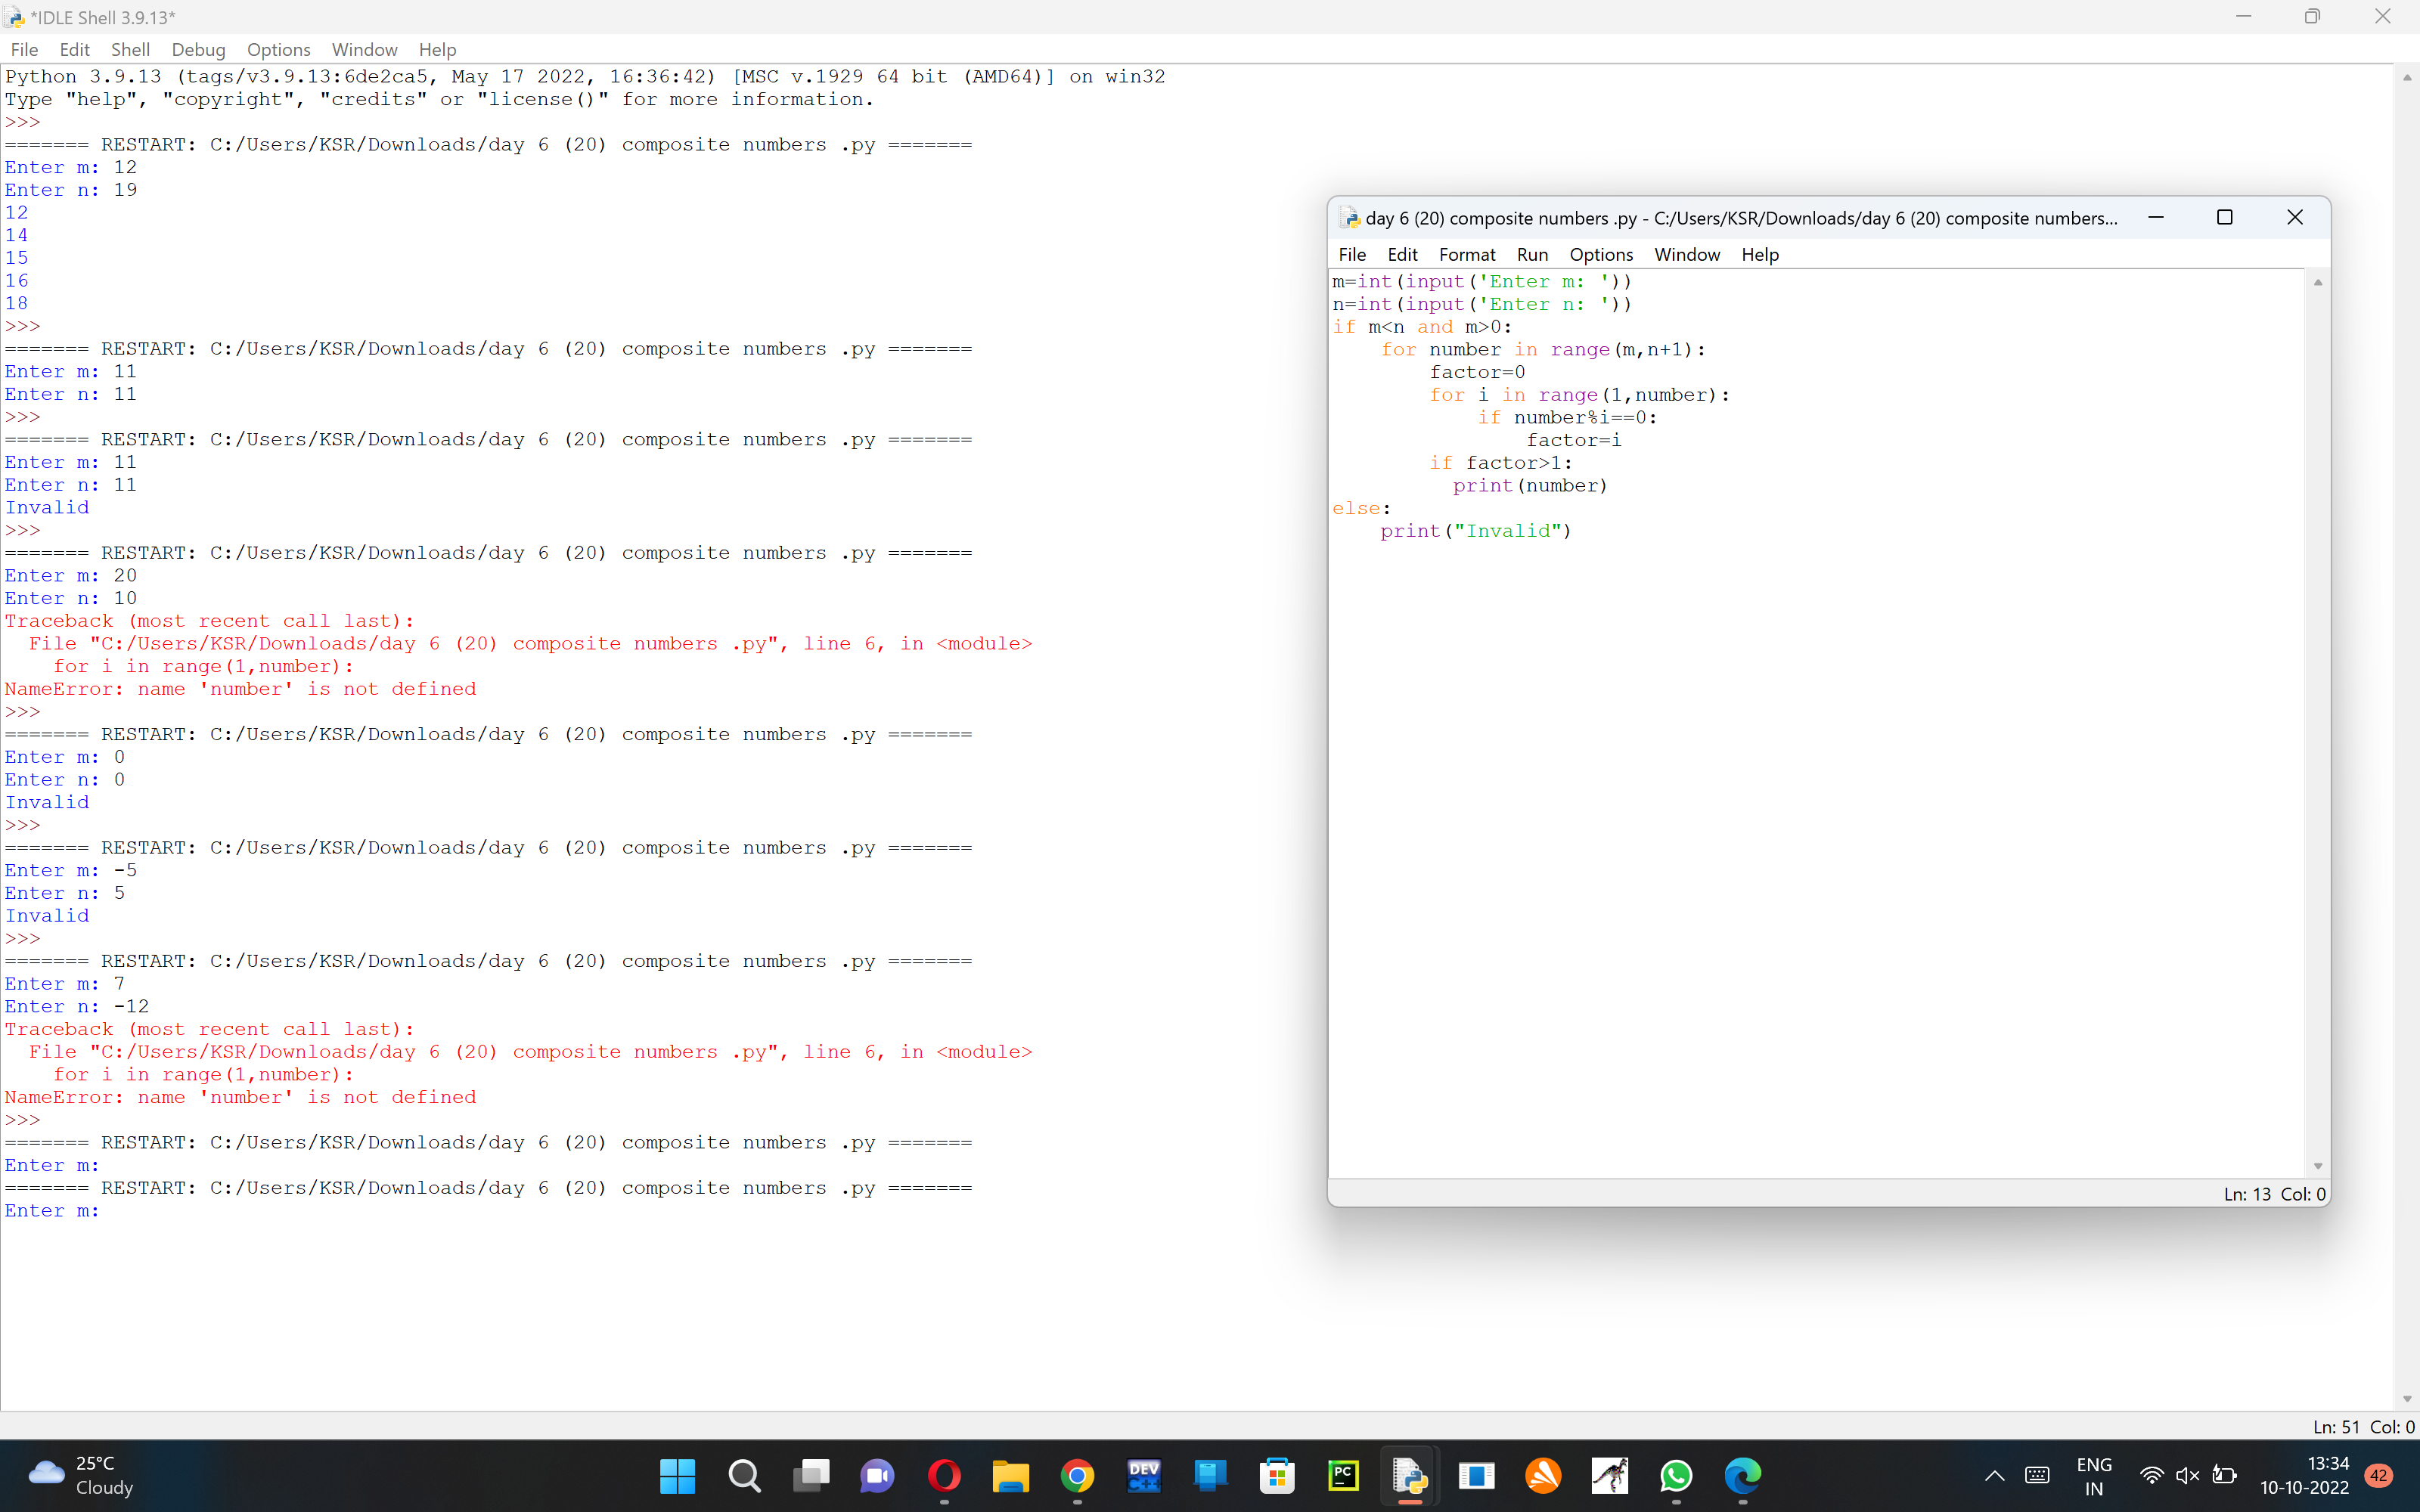 *IDLE Shell 3.9.13*
File Edit Shell Debug Options Window Help
Python 3.9.13 (tags/v3.9.13:6de2ca5, May 17 2022, 16:36:42) [MSC v.1929 64 bit (AMD64)] on win32
Type "help", "copyright", "credits" or "license()" for more information.
>>>
======= RESTART: C:/Users/KSR/Downloads/day 6 (20) composite numbers .py =======
Enter m: 12
Enter n: 19
12
14
15
16
18
>>>
======= RESTART: C:/Users/KSR/Downloads/day 6 (20) composite numbers .py =======
Enter m: 11
Enter n: 11
>>>
======= RESTART: C:/Users/KSR/Downloads/day 6 (20) composite numbers .py =======
Enter m: 11
Enter n: 11
Invalid
>>>
======= RESTART: C:/Users/KSR/Downloads/day 6 (20) composite numbers .py =======
Enter m: 20
Enter n: 10
Traceback (most recent call last):
  File "C:/Users/KSR/Downloads/day 6 (20) composite numbers .py", line 6, in <module>
    for i in range(1,number):
NameError: name 'number' is not defined
>>>
======= RESTART: C:/Users/KSR/Downloads/day 6 (20) composite numbers .py =======
Enter m: 0
Enter n: 0
Invalid
>>>
======= RESTART: C:/Users/KSR/Downloads/day 6 (20) composite numbers .py =======
Enter m: -5
Enter n: 5
Invalid
>>>
======= RESTART: C:/Users/KSR/Downloads/day 6 (20) composite numbers .py =======
Enter m: 7
Enter n: -12
Traceback (most recent call last):
  File "C:/Users/KSR/Downloads/day 6 (20) composite numbers .py", line 6, in <module>
    for i in range(1,number):
NameError: name 'number' is not defined
>>>
======= RESTART: C:/Users/KSR/Downloads/day 6 (20) composite numbers .py =======
Enter m:
======= RESTART: C:/Users/KSR/Downloads/day 6 (20) composite numbers .py =======
Enter m:
day 6 (20) composite numbers .py - C:/Users/KSR/Downloads/day 6 (20) composite numbers...
File Edit Format Run Options Window Help
m=int(input('Enter m: '))
n=int(input('Enter n: '))
if m<n and m>0:
    for number in range(m,n+1):
        factor=0
        for i in range(1,number):
            if number%i==0:
                factor=i
        if factor>1:
          print(number)
else:
    print("Invalid")
Ln: 13 Col: 0
Ln: 51 Col: 0
25°C
Cloudy
DEV
C++
PC
ENG
IN
13:34
10-10-2022
42